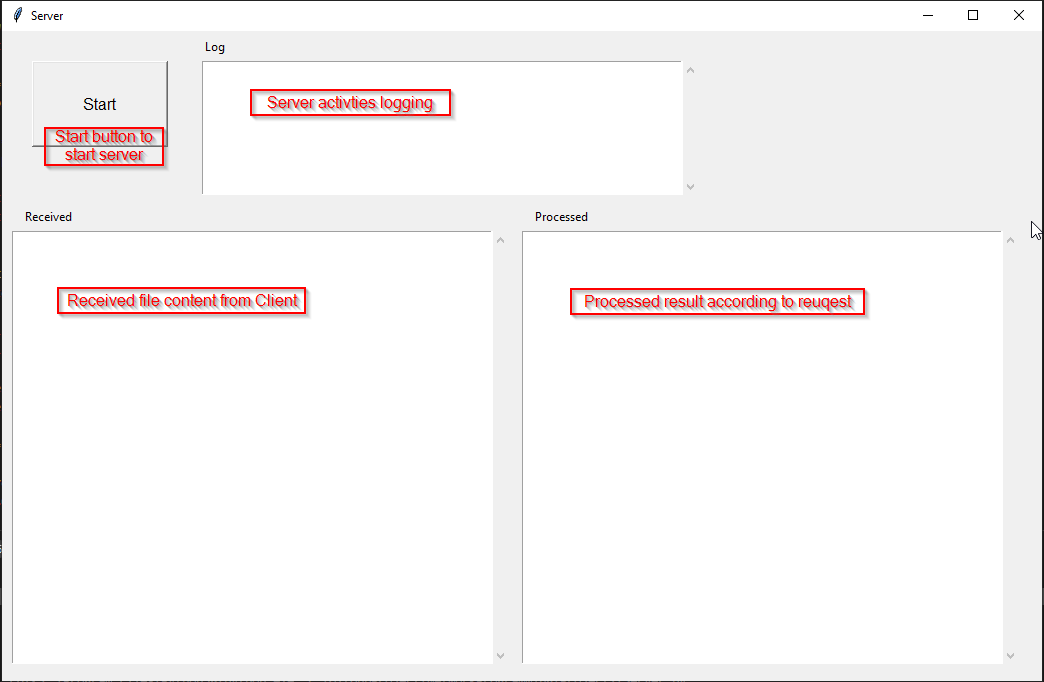 Server
Log
Start
Server activties logging
Start button to
start server
Received
Processed
Received file content from Client
Processed result according to reuqest